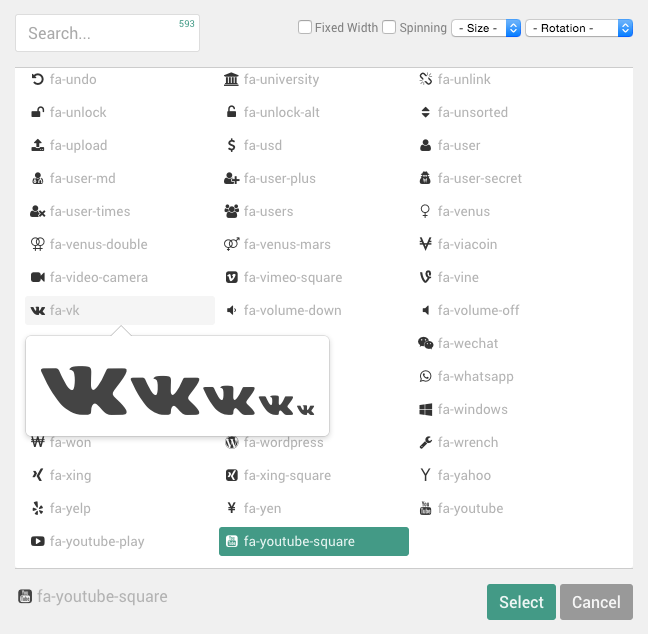 Search...
593
Fixed Width
Spinning
- Size -
- Rotation -
fa-undo
fa-university
fa-unlink
fa-unlock
fa-unlock-alt
fa-unsorted
fa-upload
fa-usd
fa-user
fa-user-md
fa-user-plus
fa-user-secret
fa-user-times
fa-users
fa-venus
fa-venus-double
fa-venus-mars
fa-viacoin
fa-video-camera
fa-vimeo-square
fa-vine
fa-vk
fa-volume-down
fa-volume-off
fa-wechat
fa-whatsapp
fa-windows
fa-won
fa-wordpress
fa-wrench
fa-xing
fa-xing-square
fa-yahoo
fa-yelp
fa-yen
fa-youtube
fa-youtube-play
fa-youtube-square
fa-youtube-square
Select
Cancel